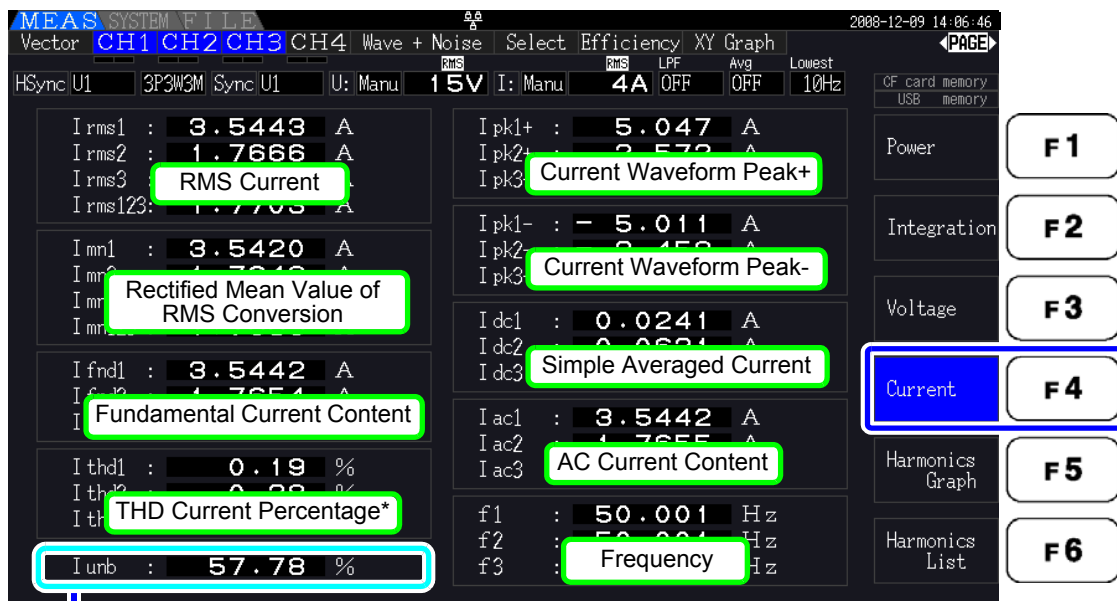 MEAS SYSTEM FILE 2008-12-09 14:06:46
Vector CH1 CH2 CH3 CH4 Wave + Noise Select Efficiency XY Graph PAGE
RMS RMS LPF Avg Lowest
HSync U1 3P3W3M Sync U1 U: Manu 15V I: Manu 4A OFF OFF 10Hz
CF card memory
USB memory
Irms1 : 3.5443 A
Irms2 : 1.7666 A
Irms3
RMS Current
Irms123: A
Imn1 : 3.5420 A
Rectified Mean Value of
RMS Conversion
Ifnd1 : 3.5442 A
Fundamental Current Content
Ithd1 : 0.19 %
THD Current Percentage*
Iunb : 57.78 %
Ipk1+ : 5.047 A
Ipk2+
Ipk3
Current Waveform Peak+
Ipk1- : - 5.011 A
Ipk2-
Ipk3
Current Waveform Peak-
Idc1 : 0.0241 A
Idc2
Idc3
Simple Averaged Current
Iac1 : 3.5442 A
Iac2 A
Iac3
AC Current Content
f1 : 50.001 Hz
f2 : Hz
f3 : Hz
Frequency
Power F1
Integration F2
Voltage F3
Current F4
Harmonics
Graph F5
Harmonics
List F6